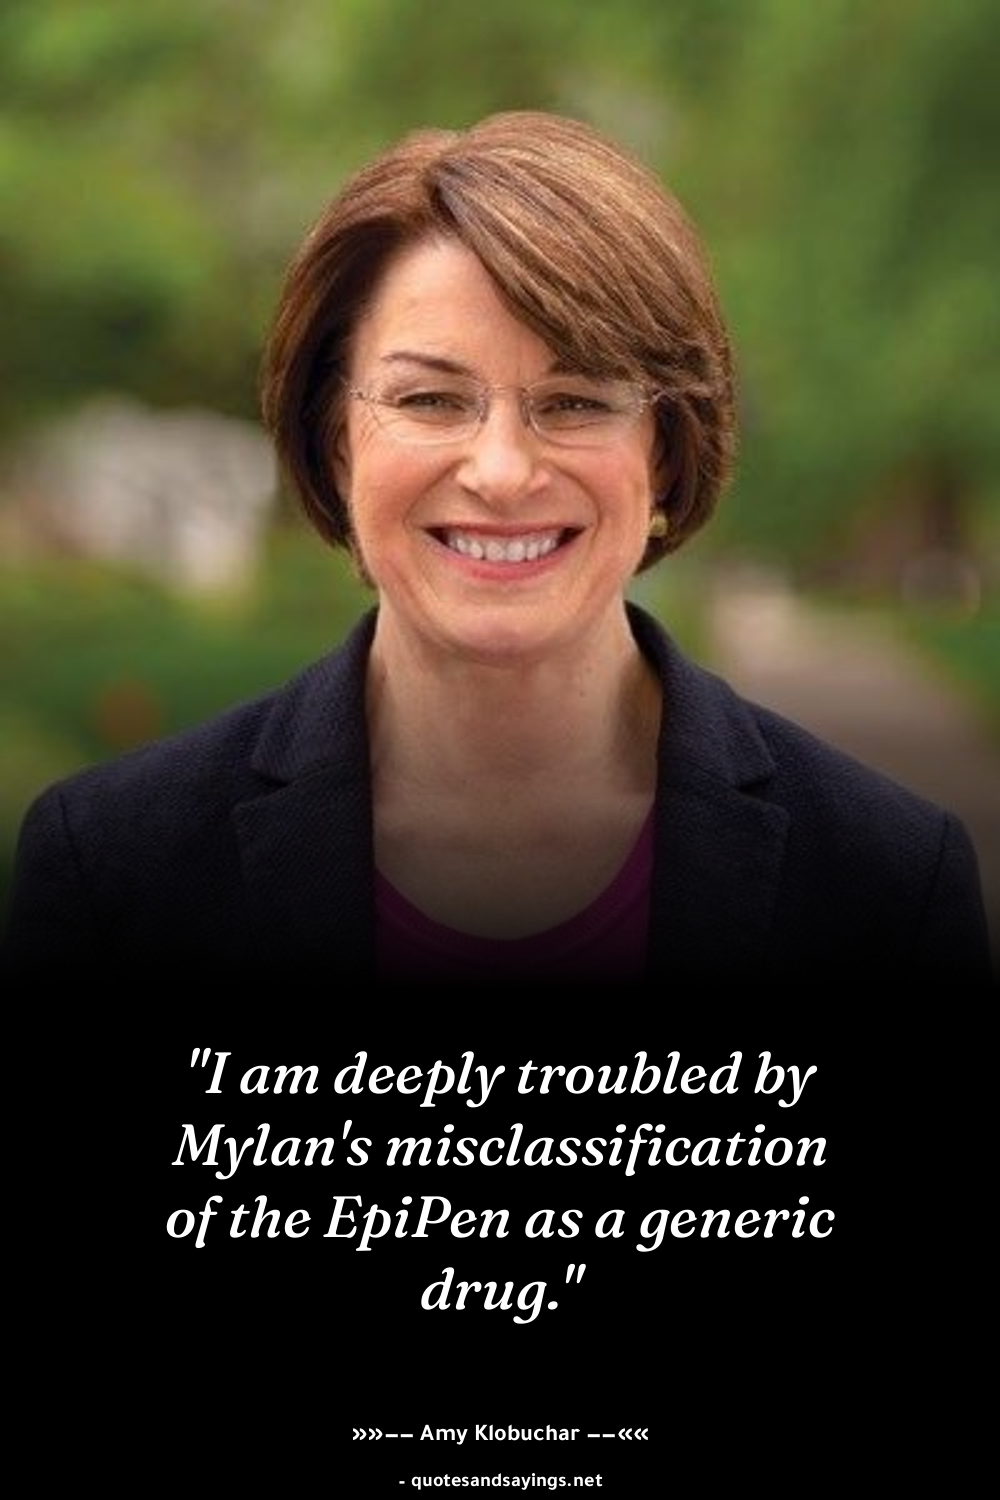 "I am deeply troubled by
Mylan's misclassification
of the EpiPen as a generic
drug."
»»−− Amy Klobuchar −−««
- quotesandsayings.net